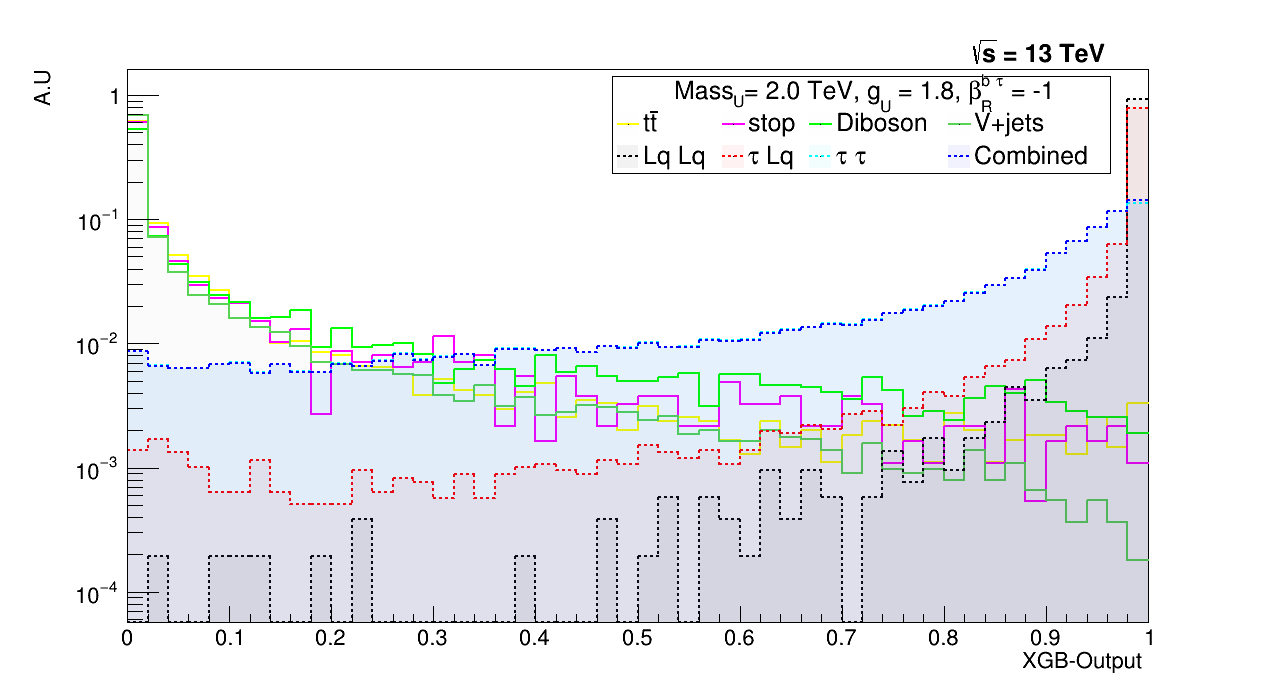 √s = 13 TeV
A.U
Mass_U= 2.0 TeV, g_U = 1.8, β_R^{b τ} = -1
tt̄ stop Diboson V+jets
Lq Lq τ Lq τ τ Combined
1
10⁻¹
10⁻²
10⁻³
10⁻⁴
0 0.1 0.2 0.3 0.4 0.5 0.6 0.7 0.8 0.9 1
XGB-Output